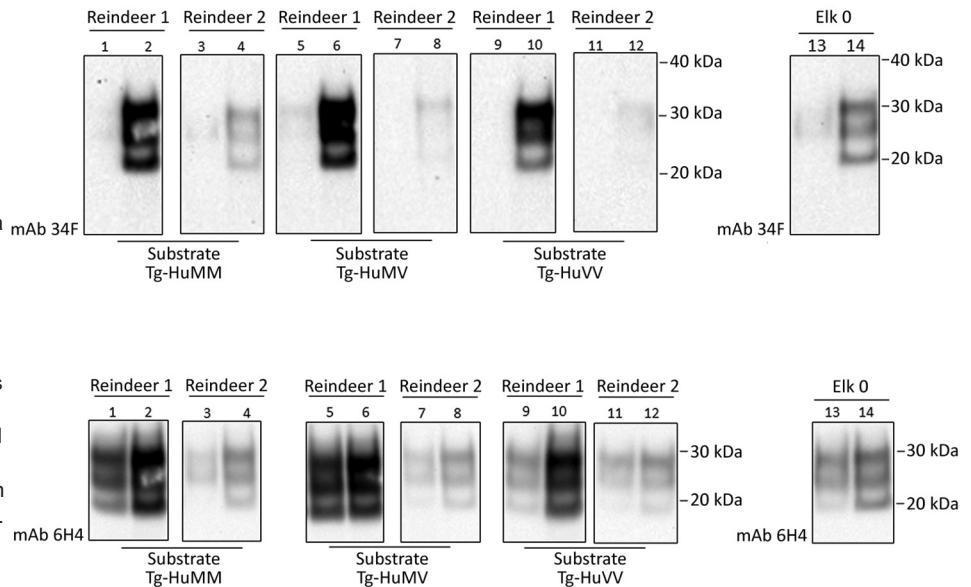 Reindeer 1 Reindeer 2 Reindeer 1 Reindeer 2 Reindeer 1 Reindeer 2 Elk 0
1 2 3 4 5 6 7 8 9 10 11 12 13 14
40 kDa 40 kDa
30 kDa 30 kDa
20 kDa 20 kDa
mAb 34F mAb 34F
Substrate Substrate Substrate
Tg-HuMM Tg-HuMV Tg-HuVV
Reindeer 1 Reindeer 2 Reindeer 1 Reindeer 2 Reindeer 1 Reindeer 2 Elk 0
1 2 3 4 5 6 7 8 9 10 11 12 13 14
30 kDa 30 kDa
20 kDa 20 kDa
mAb 6H4 mAb 6H4
Substrate Substrate Substrate
Tg-HuMM Tg-HuMV Tg-HuVV